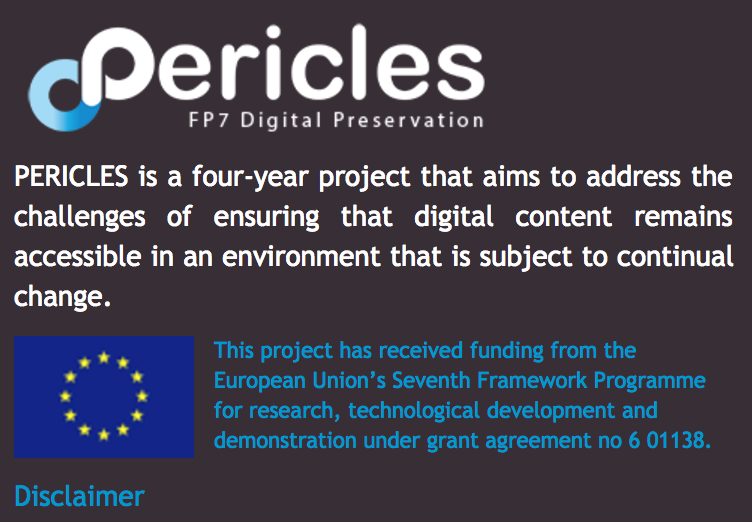 Pericles
FP7 Digital Preservation
PERICLES is a four-year project that aims to address the
challenges of ensuring that digital content remains
accessible in an environment that is subject to continual
change.
This project has received funding from the
European Union’s Seventh Framework Programme
for research, technological development and
demonstration under grant agreement no 6 01138.
Disclaimer